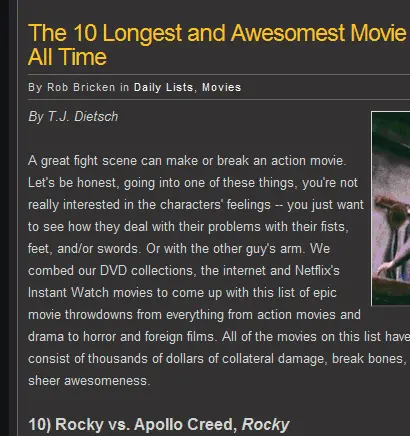 The 10 Longest and Awesomest Movie
All Time
By Rob Bricken in Daily Lists, Movies
By T.J. Dietsch
A great fight scene can make or break an action movie.
Let's be honest, going into one of these things, you're not
really interested in the characters' feelings -- you just want
to see how they deal with their problems with their fists,
feet, and/or swords. Or with the other guy's arm. We
combed our DVD collections, the internet and Netflix's
Instant Watch movies to come up with this list of epic
movie throwdowns from everything from action movies and
drama to horror and foreign films. All of the movies on this list have
consist of thousands of dollars of collateral damage, break bones,
sheer awesomeness.
10) Rocky vs. Apollo Creed, Rocky